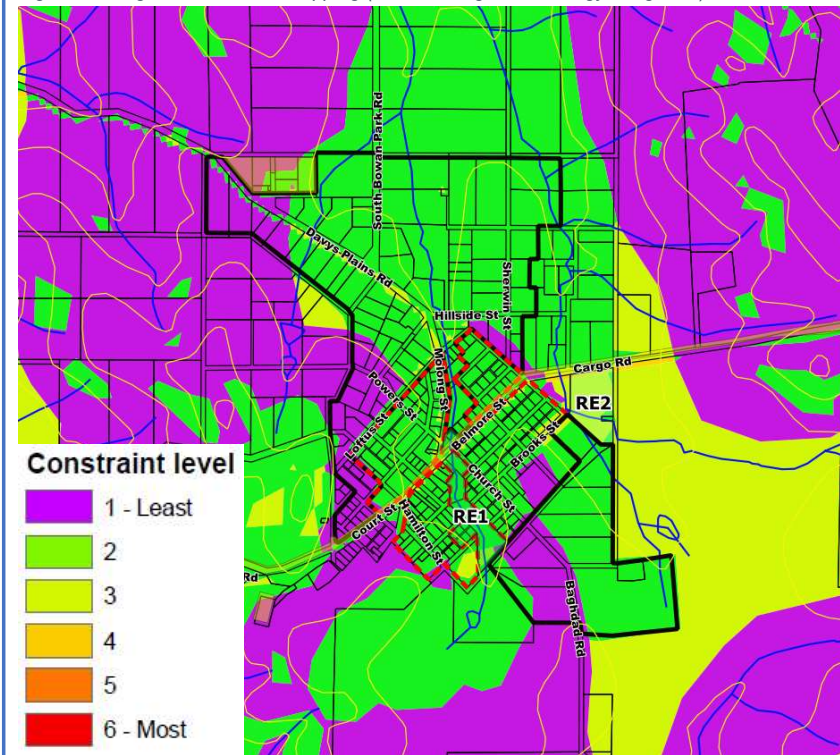 South Bowan Park Rd
Davys Plains Rd
Hillside St
Sherwin St
Molong St
Cargo Rd
Powers St
Loftus St
Belmore St
RE2
Brooks St
Church St
Court St
Hamilton St
RE1
Rd
Baghdad Rd
Constraint level
1 - Least
2
3
4
5
6 - Most